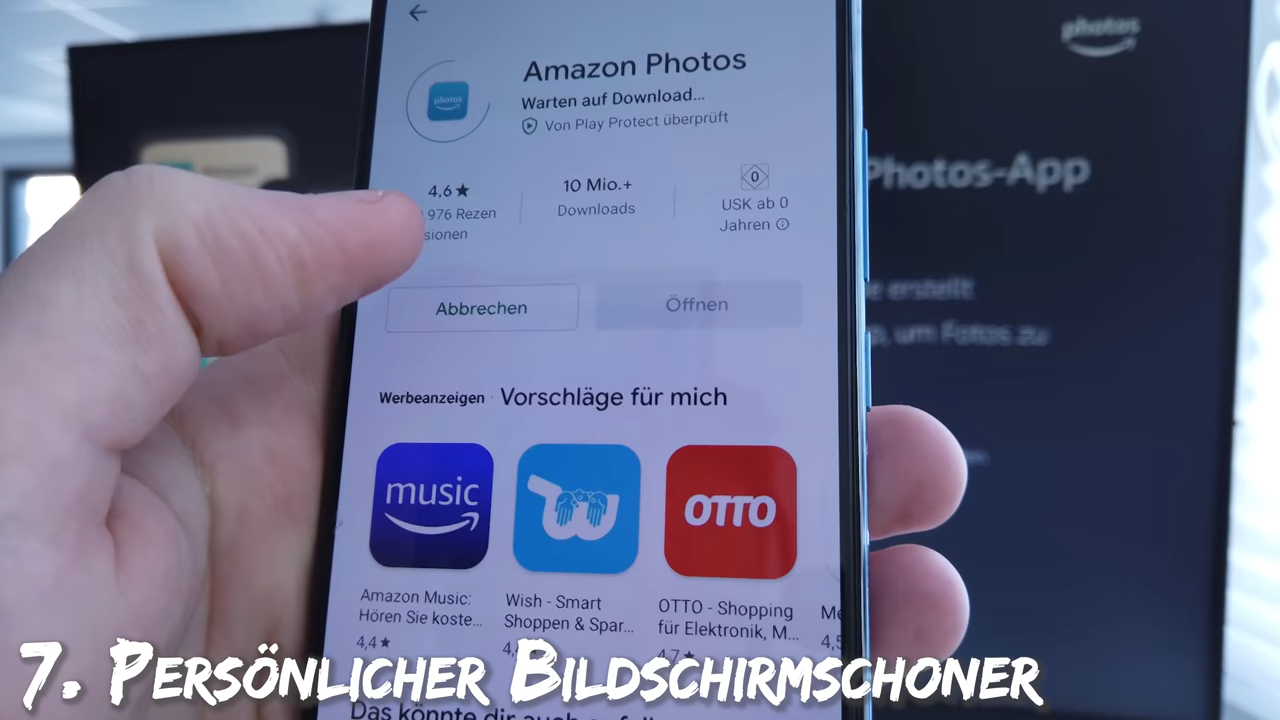 Amazon Photos
photos
Warten auf Download...
Von Play Protect überprüft
4,6★
976 Rezen
sionen
10 Mio.+
Downloads
0
USK ab 0
Jahren
Abbrechen
Öffnen
Werbeanzeigen · Vorschläge für mich
music
OTTO
Amazon Music:
Hören Sie koste...
4,4★
Wish - Smart
Shoppen & Spar...
OTTO - Shopping
für Elektronik, M...
4,7★
photos
Photos-App
erstellt
um Fotos zu
7. Persönlicher Bildschirmschoner